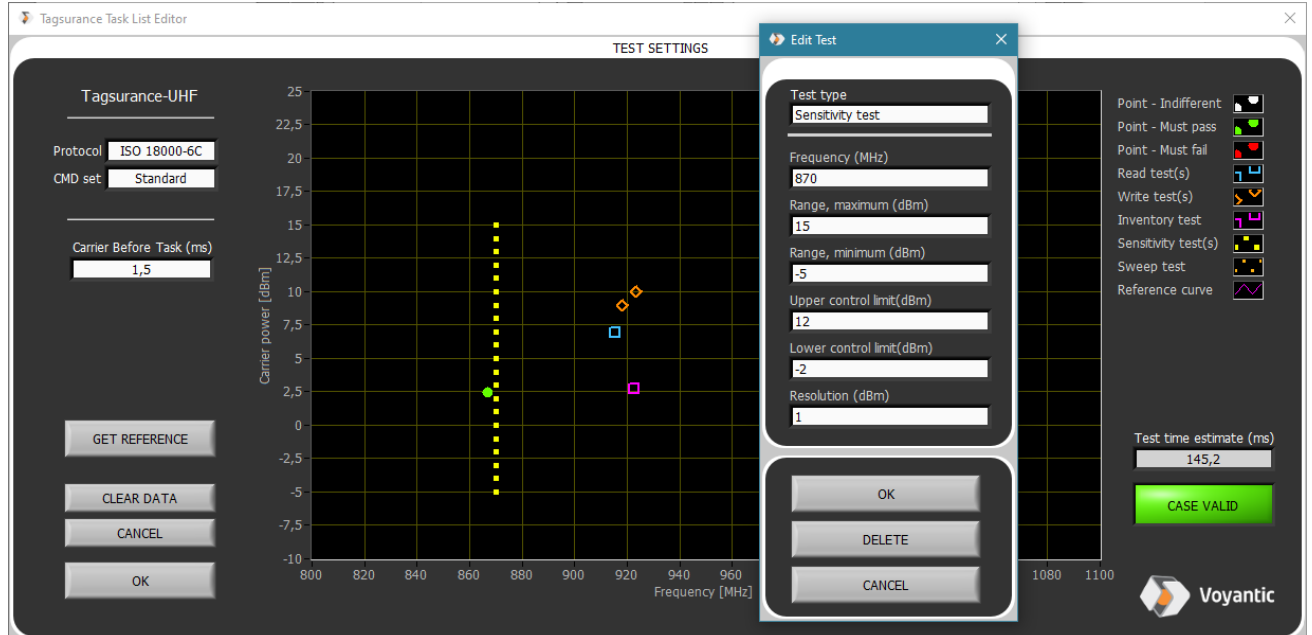 Tagsurance Task List Editor
TEST SETTINGS
Tagsurance-UHF
Protocol ISO 18000-6C
CMD set Standard
Carrier Before Task (ms)
1,5
GET REFERENCE
CLEAR DATA
CANCEL
OK
25
22,5
20
17,5
15
12,5
10
7,5
5
2,5
0
-2,5
-5
-7,5
-10
Carrier power [dBm]
800 820 840 860 880 900 920 940 960 1080 1100
Frequency [MHz]
Edit Test
Test type
Sensitivity test
Frequency (MHz)
870
Range, maximum (dBm)
15
Range, minimum (dBm)
-5
Upper control limit(dBm)
12
Lower control limit(dBm)
-2
Resolution (dBm)
1
OK
DELETE
CANCEL
Point - Indifferent
Point - Must pass
Point - Must fail
Read test(s)
Write test(s)
Inventory test
Sensitivity test(s)
Sweep test
Reference curve
Test time estimate (ms)
145,2
CASE VALID
Voyantic